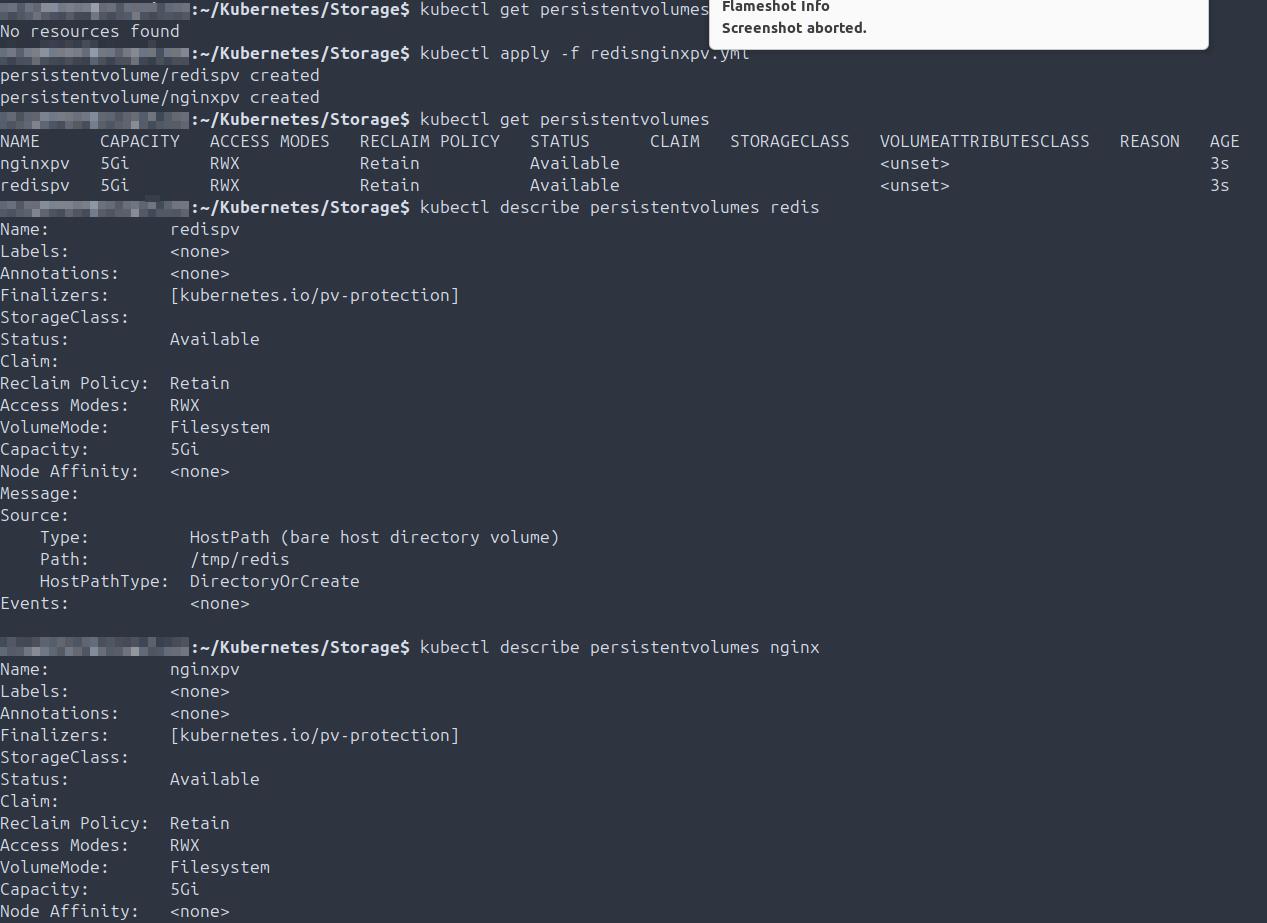 :~/Kubernetes/Storage$ kubectl get persistentvolumes
Flameshot Info
Screenshot aborted.
No resources found
:~/Kubernetes/Storage$ kubectl apply -f redisnginxpv.yml
persistentvolume/redispv created
persistentvolume/nginxpv created
:~/Kubernetes/Storage$ kubectl get persistentvolumes
NAME CAPACITY ACCESS MODES RECLAIM POLICY STATUS CLAIM STORAGECLASS VOLUMEATTRIBUTESCLASS REASON AGE
nginxpv 5Gi RWX Retain Available <unset> 3s
redispv 5Gi RWX Retain Available <unset> 3s
:~/Kubernetes/Storage$ kubectl describe persistentvolumes redis
Name: redispv
Labels: <none>
Annotations: <none>
Finalizers: [kubernetes.io/pv-protection]
StorageClass:
Status: Available
Claim:
Reclaim Policy: Retain
Access Modes: RWX
VolumeMode: Filesystem
Capacity: 5Gi
Node Affinity: <none>
Message:
Source:
Type: HostPath (bare host directory volume)
Path: /tmp/redis
HostPathType: DirectoryOrCreate
Events: <none>
:~/Kubernetes/Storage$ kubectl describe persistentvolumes nginx
Name: nginxpv
Labels: <none>
Annotations: <none>
Finalizers: [kubernetes.io/pv-protection]
StorageClass:
Status: Available
Claim:
Reclaim Policy: Retain
Access Modes: RWX
VolumeMode: Filesystem
Capacity: 5Gi
Node Affinity: <none>